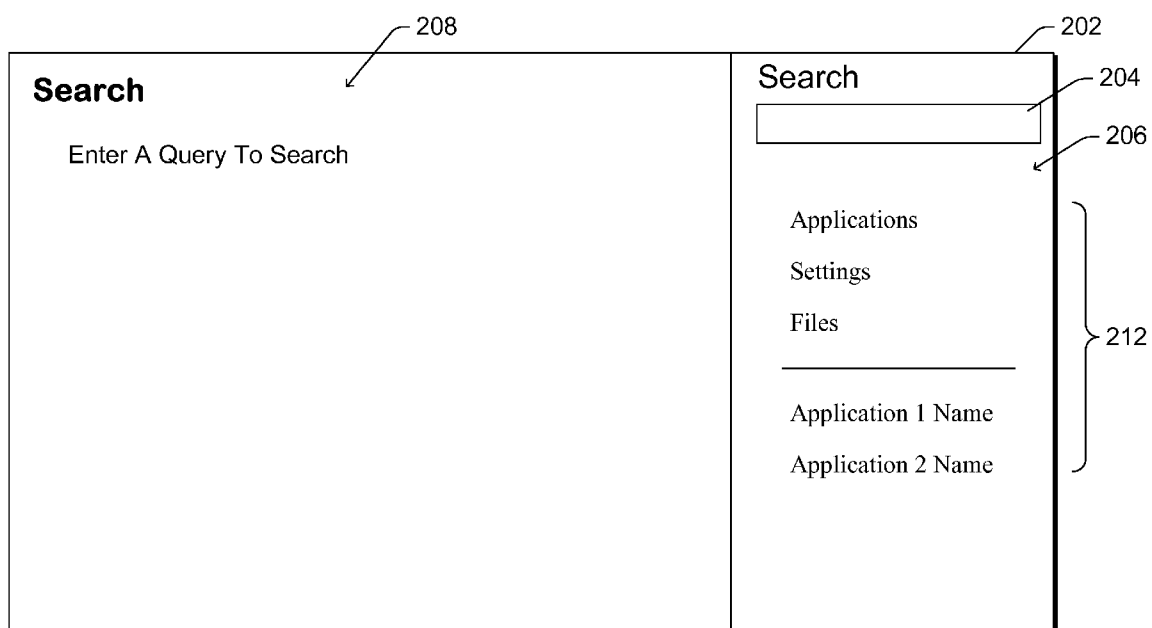 208
202
Search
Enter A Query To Search
Search
204
206
Applications
Settings
Files
212
Application 1 Name
Application 2 Name